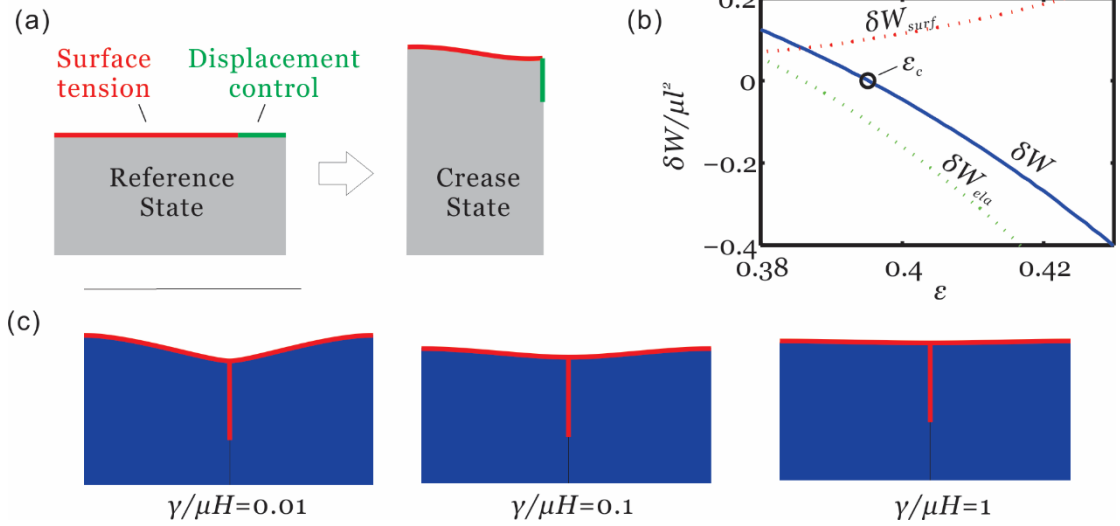 (a)
Surface
tension
Displacement
control
Reference
State
Crease
State
(b)
δW/μl²
0.2
0
−0.2
−0.4
0.38
0.4
0.42
ε
δW_surf
ε_c
δW
δW_ela
(c)
γ/μH=0.01
γ/μH=0.1
γ/μH=1